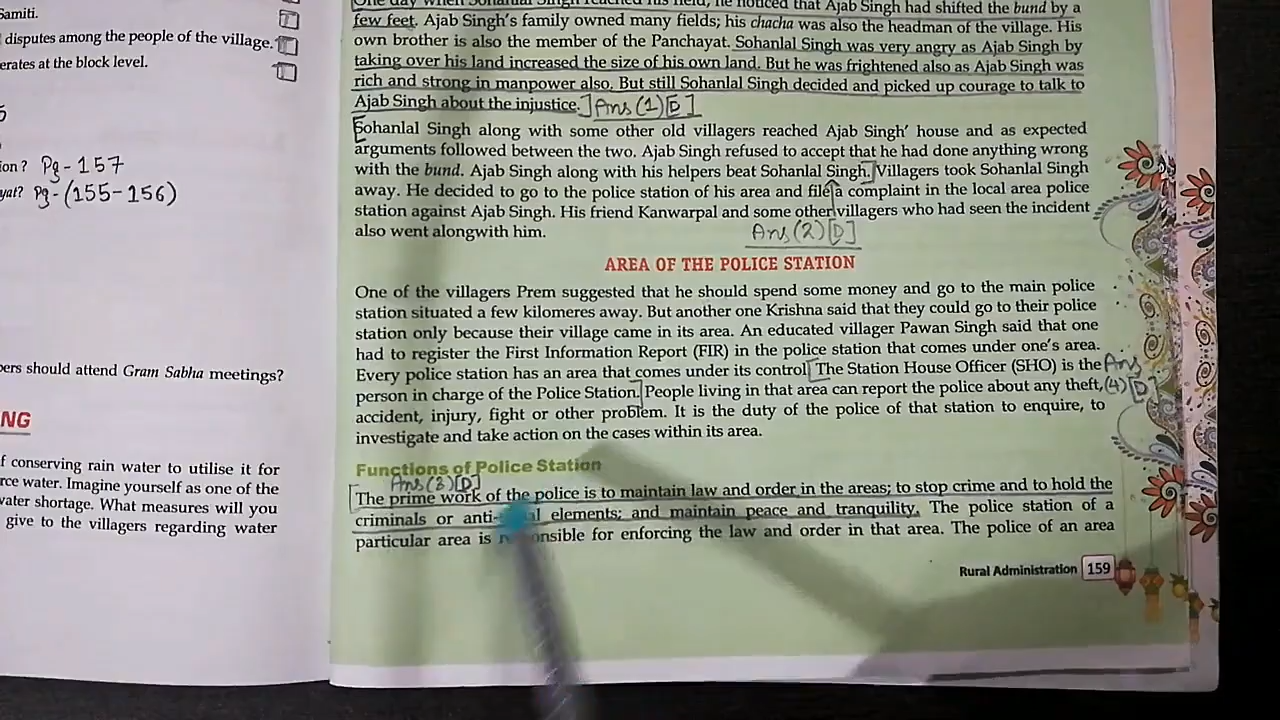 Samiti.
disputes among the people of the village.
erates at the block level.
ion? Pg-157
yat? Pg-(155-156)
bers should attend Gram Sabha meetings?
NG
f conserving rain water to utilise it for
rce water. Imagine yourself as one of the
water shortage. What measures will you
give to the villagers regarding water
One day when Sohanlal Singh reached his field, he noticed that Ajab Singh had shifted the bund by a
few feet. Ajab Singh's family owned many fields; his chacha was also the headman of the village. His
own brother is also the member of the Panchayat. Sohanlal Singh was very angry as Ajab Singh by
taking over his land increased the size of his own land. But he was frightened also as Ajab Singh was
rich and strong in manpower also. But still Sohanlal Singh decided and picked up courage to talk to
Ajab Singh about the injustice.] Ans(1)[D]
Sohanlal Singh along with some other old villagers reached Ajab Singh' house and as expected
arguments followed between the two. Ajab Singh refused to accept that he had done anything wrong
with the bund. Ajab Singh along with his helpers beat Sohanlal Singh.] Villagers took Sohanlal Singh
away. He decided to go to the police station of his area and file a complaint in the local area police
station against Ajab Singh. His friend Kanwarpal and some other villagers who had seen the incident
also went alongwith him.
Ans(2)[D]
AREA OF THE POLICE STATION
One of the villagers Prem suggested that he should spend some money and go to the main police
station situated a few kilomeres away. But another one Krishna said that they could go to their police
station only because their village came in its area. An educated villager Pawan Singh said that one
had to register the First Information Report (FIR) in the police station that comes under one's area.
Every police station has an area that comes under its control. [The Station House Officer (SHO) is the Ans
person in charge of the Police Station.] People living in that area can report the police about any theft, (4)[D]
accident, injury, fight or other problem. It is the duty of the police of that station to enquire, to
investigate and take action on the cases within its area.
Functions of Police Station
Ans(3)[D]
[The prime work of the police is to maintain law and order in the areas; to stop crime and to hold the
criminals or anti- elements; and maintain peace and tranquility. The police station of a
particular area is responsible for enforcing the law and order in that area. The police of an area
Rural Administration 159